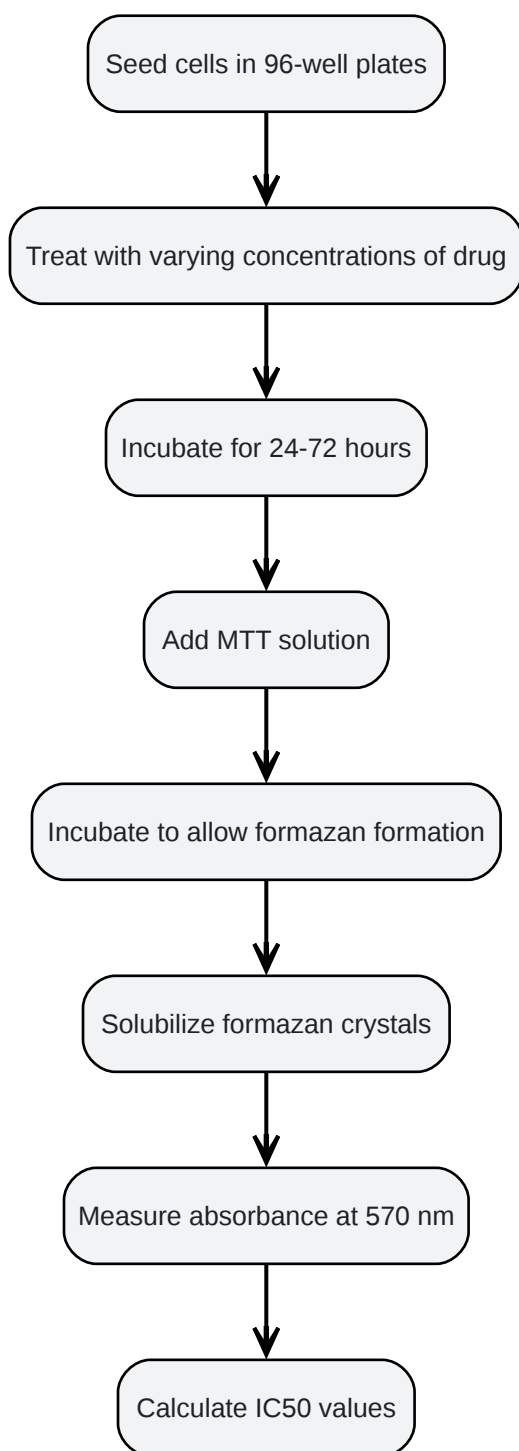 Seed cells in 96-well plates
Treat with varying concentrations of drug
Incubate for 24-72 hours
Add MTT solution
Incubate to allow formazan formation
Solubilize formazan crystals
Measure absorbance at 570 nm
Calculate IC50 values